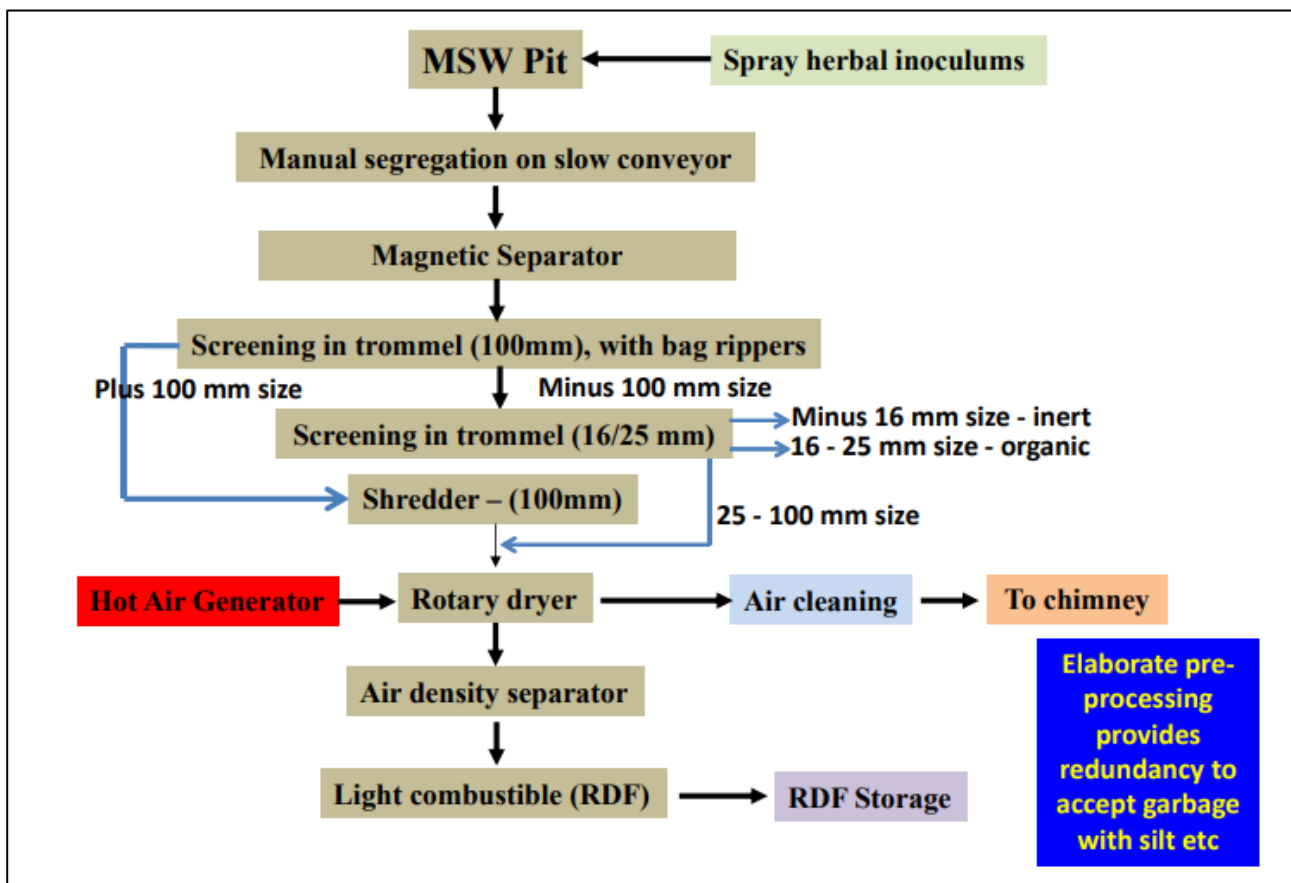 MSW Pit
Spray herbal inoculums
Manual segregation on slow conveyor
Magnetic Separator
Screening in trommel (100mm), with bag rippers
Plus 100 mm size
Minus 100 mm size
Screening in trommel (16/25 mm)
Minus 16 mm size - inert
16 - 25 mm size - organic
Shredder – (100mm)
25 - 100 mm size
Hot Air Generator
Rotary dryer
Air cleaning
To chimney
Air density separator
Light combustible (RDF)
RDF Storage
Elaborate pre-
processing
provides
redundancy to
accept garbage
with silt etc